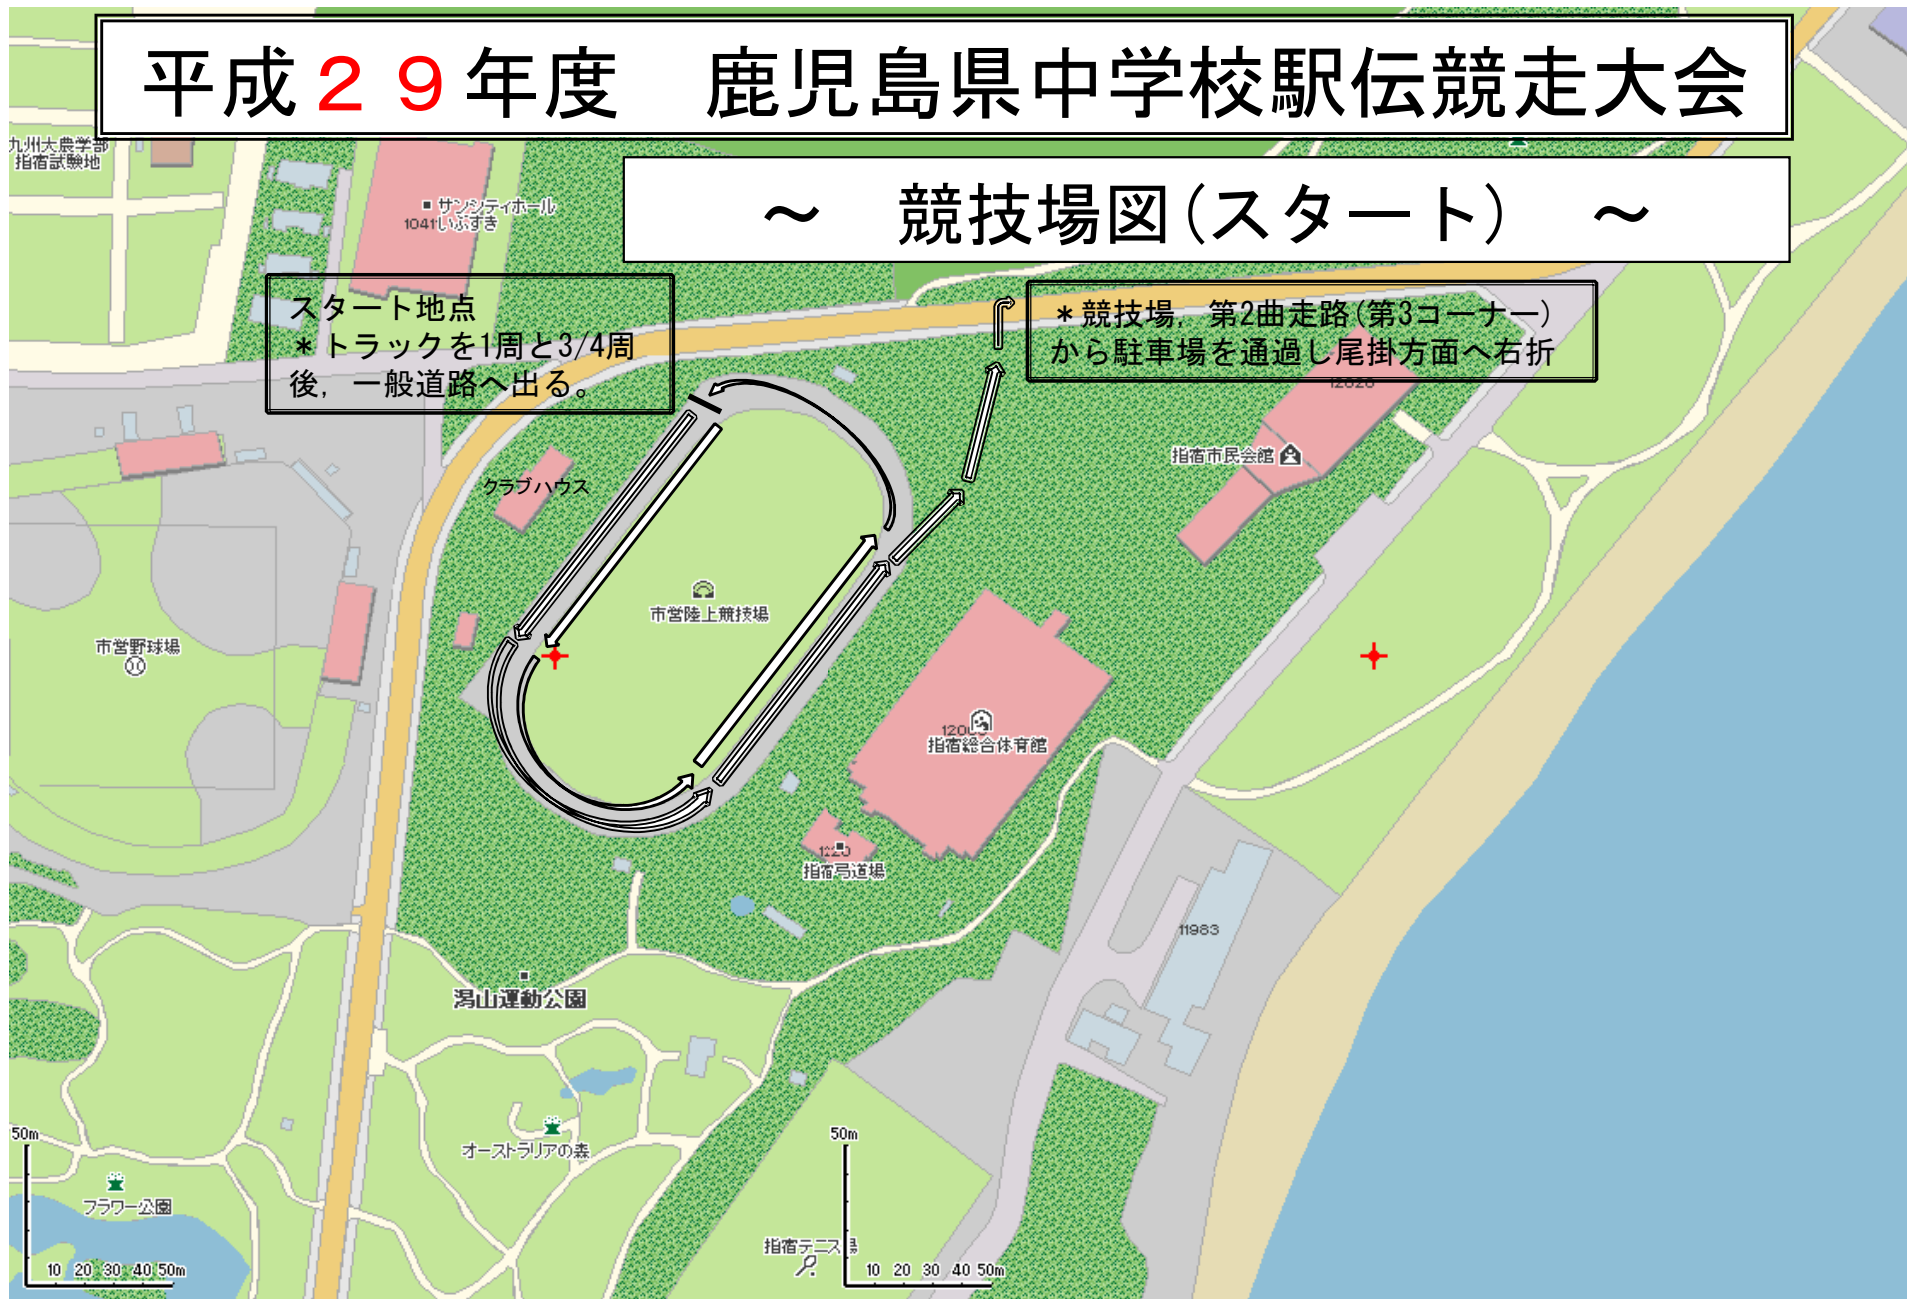 平成２９年度　鹿児島県中学校駅伝競走大会
～　競技場図(スタート)　～
九州大農学部
指宿試験地
サンシティホール
いぶすき
1041
スタート地点
＊トラックを1周と3/4周
後，一般道路へ出る。
＊競技場，第2曲走路(第3コーナー)
から駐車場を通過し尾掛方面へ右折
指宿市民会館
クラブハウス
市営陸上競技場
市営野球場
指宿総合体育館
指宿弓道場
11983
潟山運動公園
オーストラリアの森
フラワー公園
指宿テニス
50m
10 20 30 40 50m
50m
10 20 30 40 50m